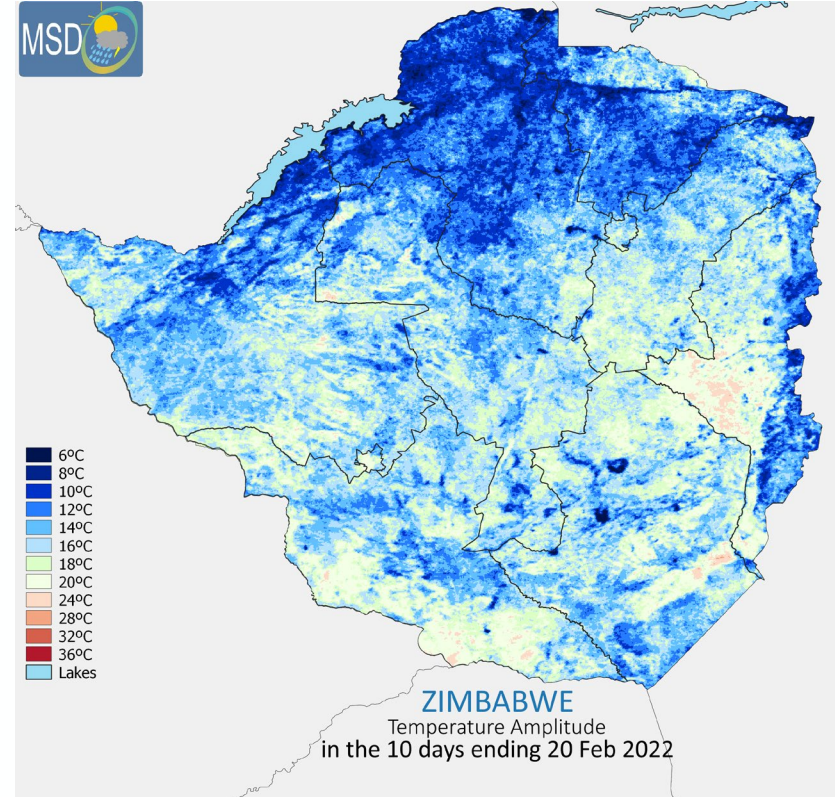 MSD
6ºC
8ºC
10ºC
12ºC
14ºC
16ºC
18ºC
20ºC
24ºC
28ºC
32ºC
36ºC
Lakes
ZIMBABWE
Temperature Amplitude
in the 10 days ending 20 Feb 2022